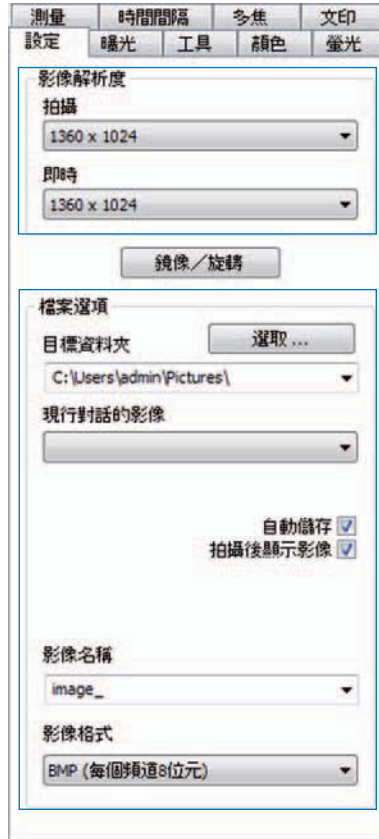 測量 時間間隔 多焦 文印
設定 曝光 工具 顏色 螢光
影像解析度
拍攝
1360 x 1024
即時
1360 x 1024
鏡像／旋轉
檔案選項
目標資料夾 選取 ...
C:\Users\admin\Pictures\
現行對話的影像
自動儲存
拍攝後顯示影像
影像名稱
image_
影像格式
BMP (每個頻道8位元)